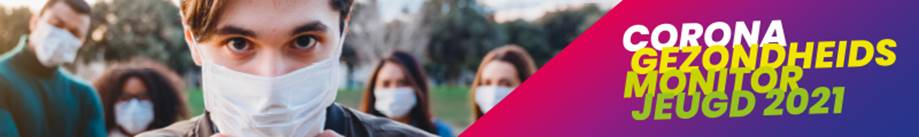 CORONA
GEZONDHEIDS
MONITOR
JEUGD 2021